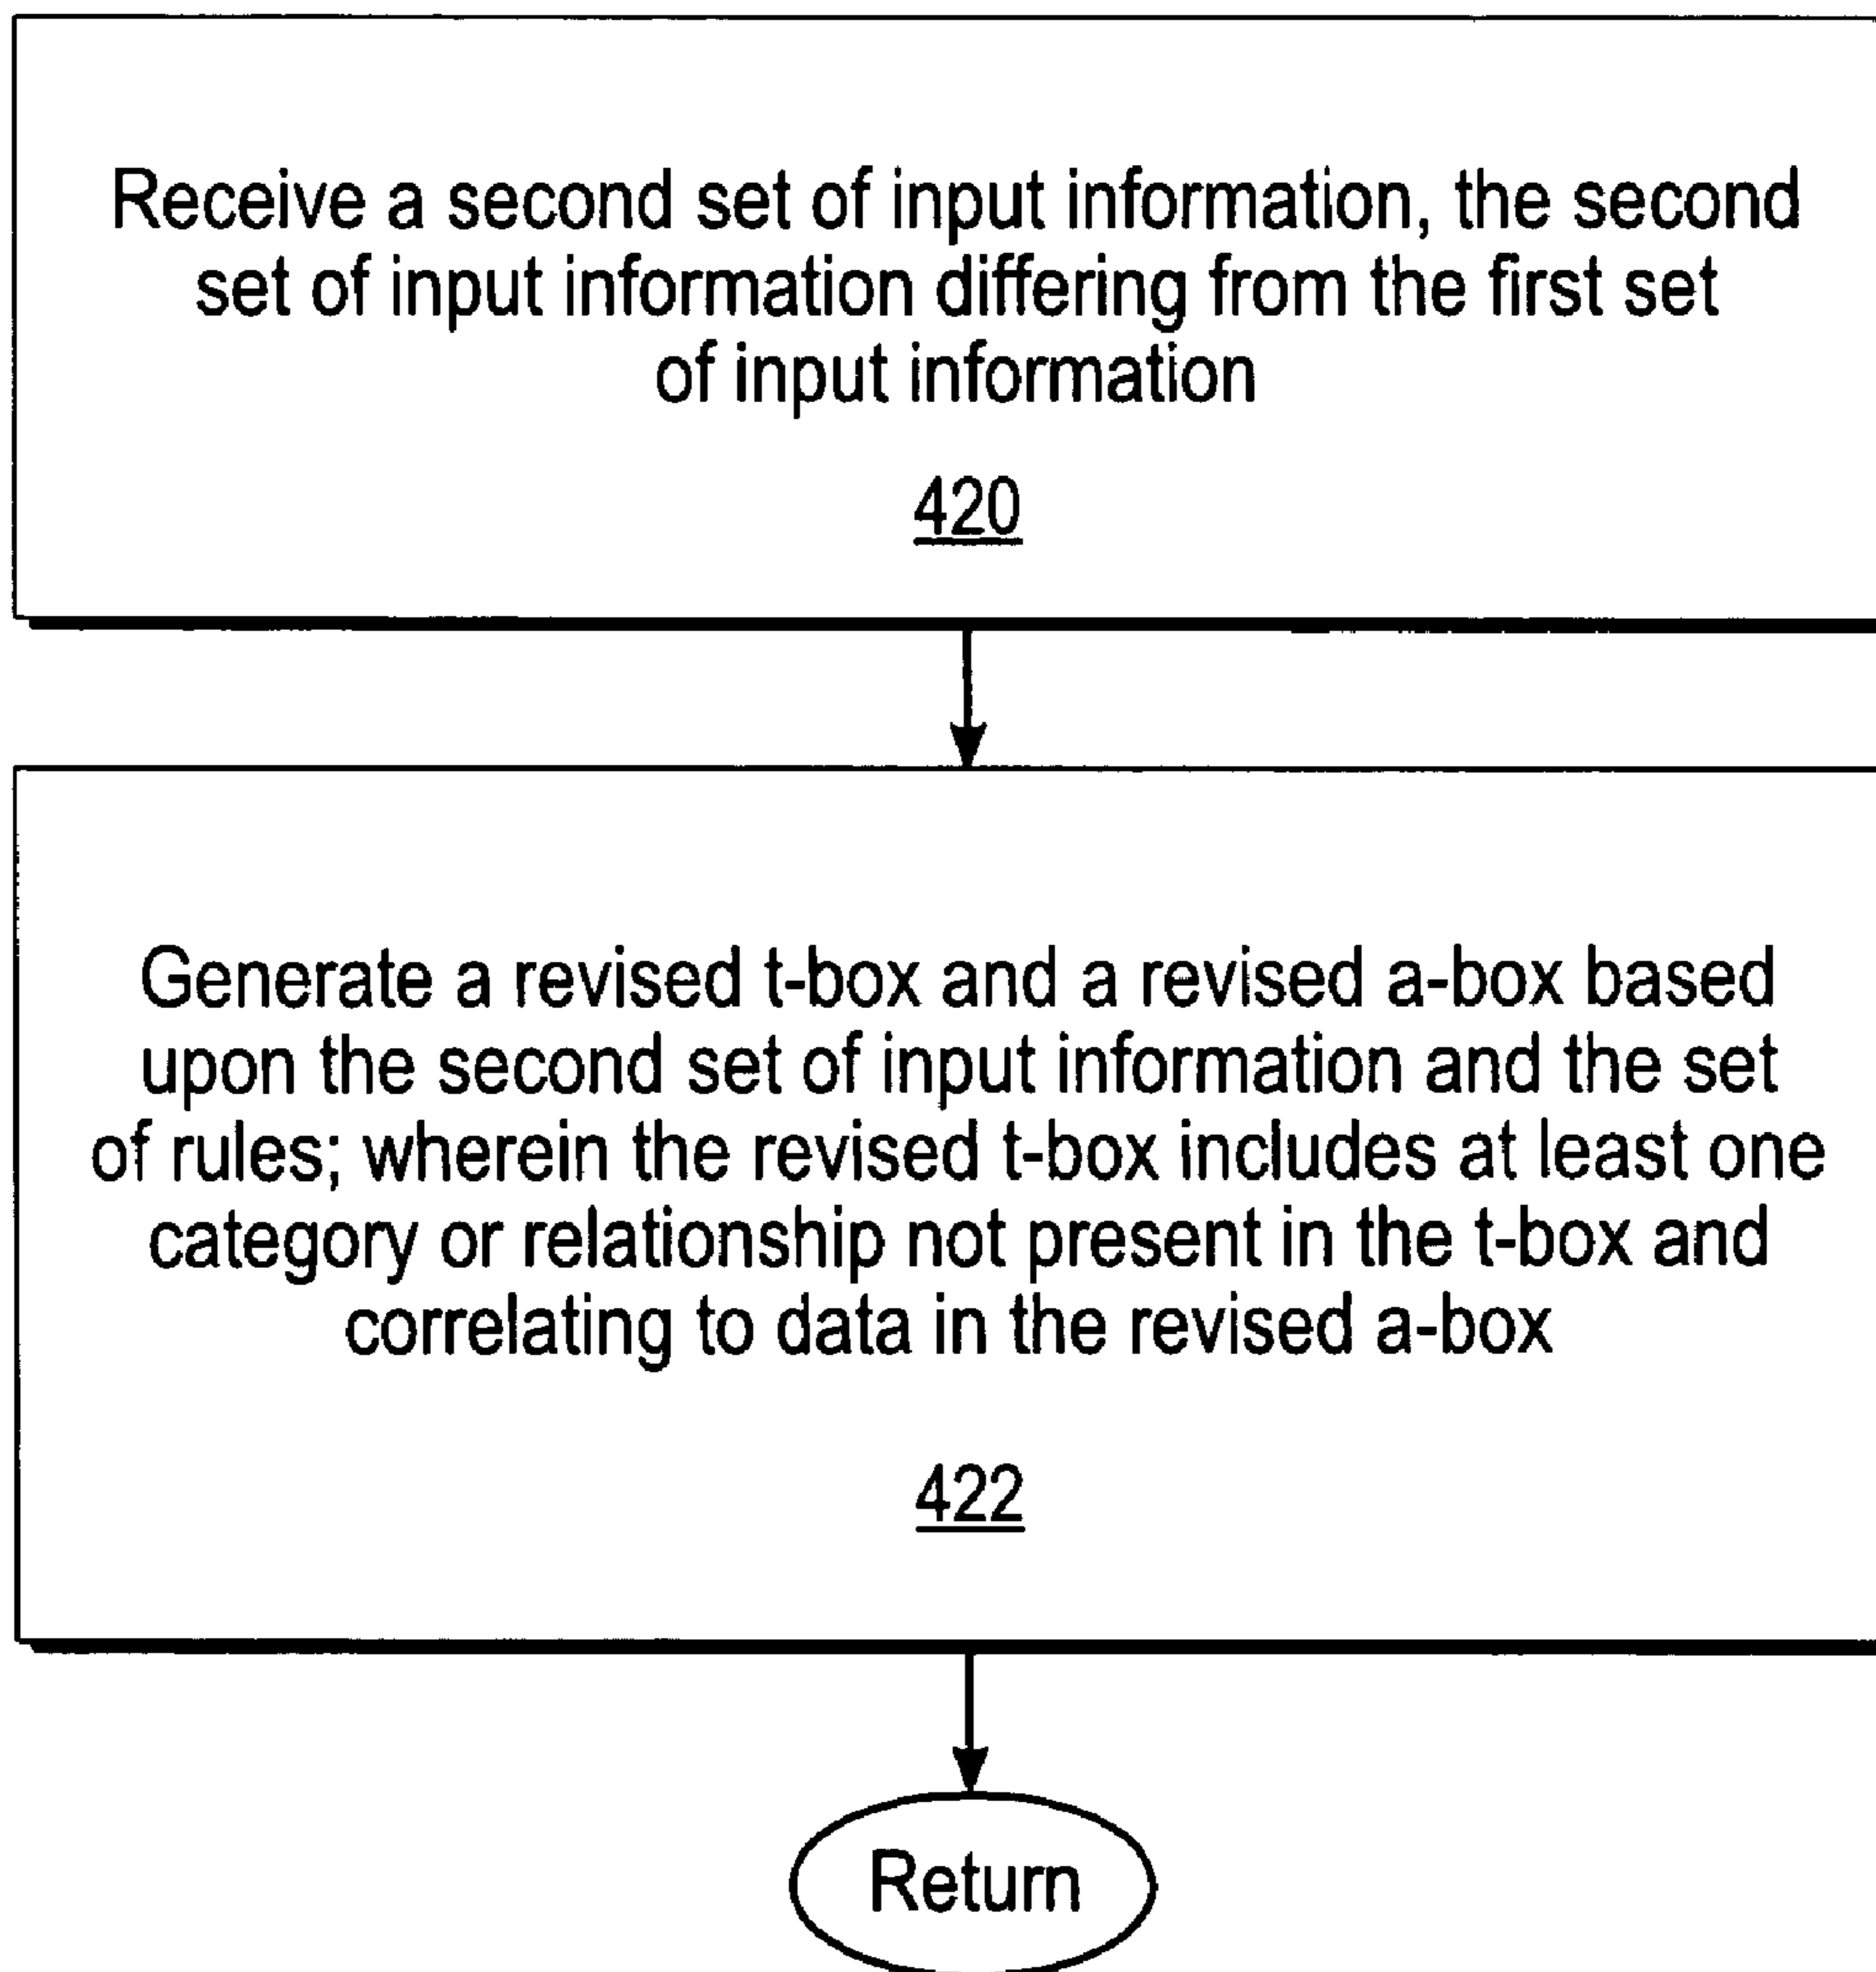 Receive a second set of input information, the second
set of input information differing from the first set
of input information
420
Generate a revised t-box and a revised a-box based
upon the second set of input information and the set
of rules; wherein the revised t-box includes at least one
category or relationship not present in the t-box and
correlating to data in the revised a-box
422
Return